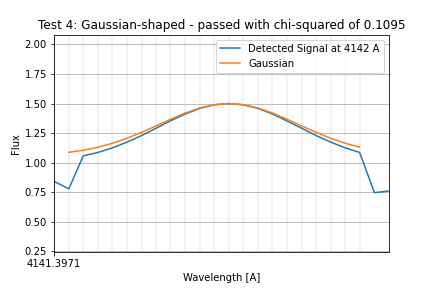 Test 4: Gaussian-shaped - passed with chi-squared of 0.1095
Detected Signal at 4142 A
Gaussian
2.00
1.75
1.50
1.25
1.00
0.75
0.50
0.25
Flux
4141.3971
Wavelength [A]